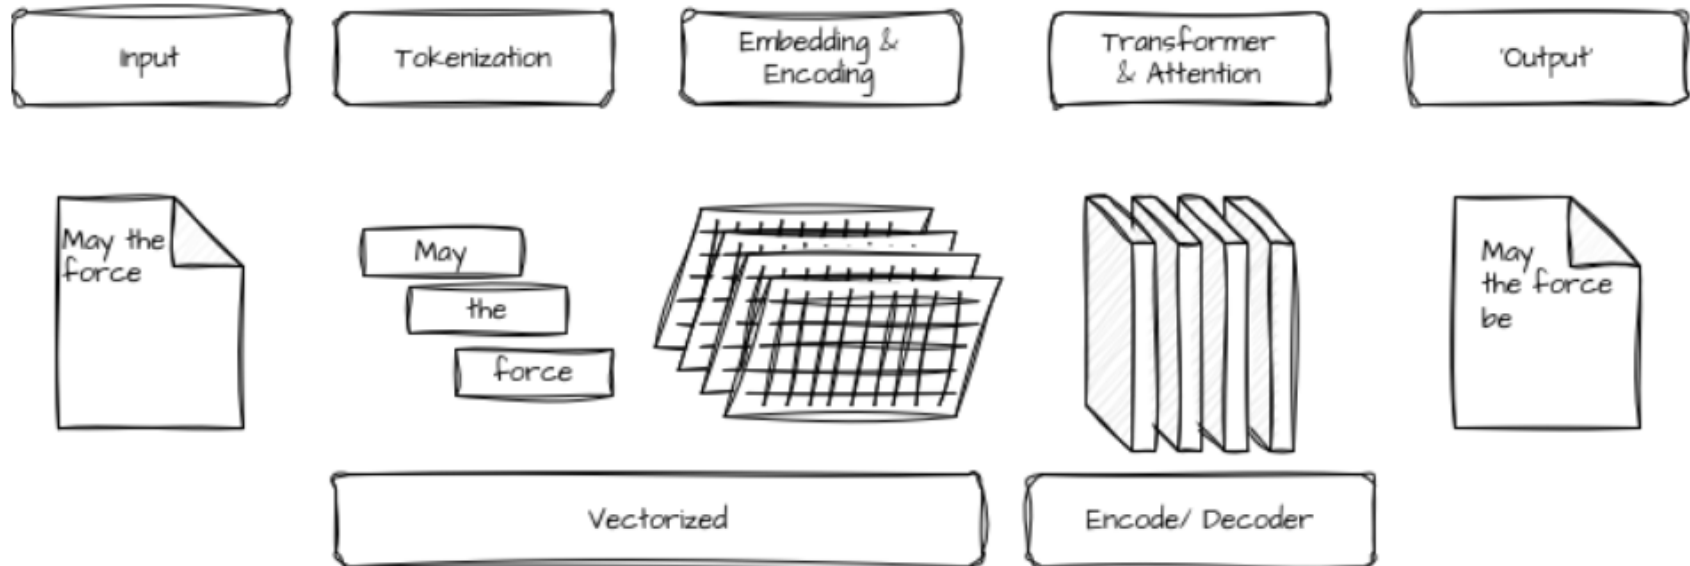 Input
Tokenization
Embedding &
Encoding
Transformer
& Attention
'Output'
May the
force
May
the
force
May
the force
be
Vectorized
Encode/ Decoder